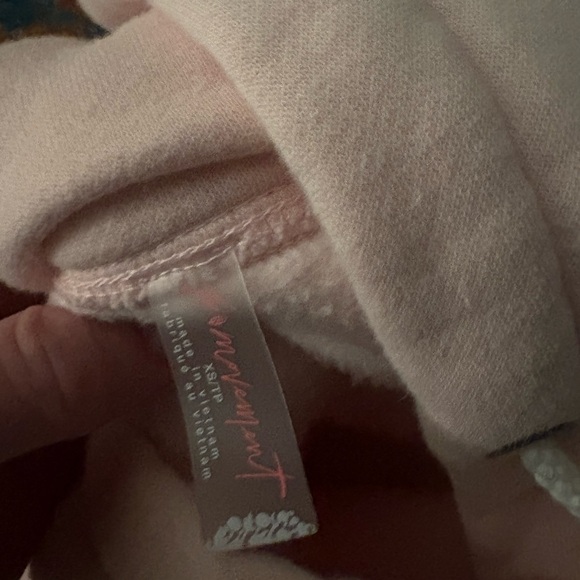 movement
XS/TP
made in vietnam
fabriqué au vietnam